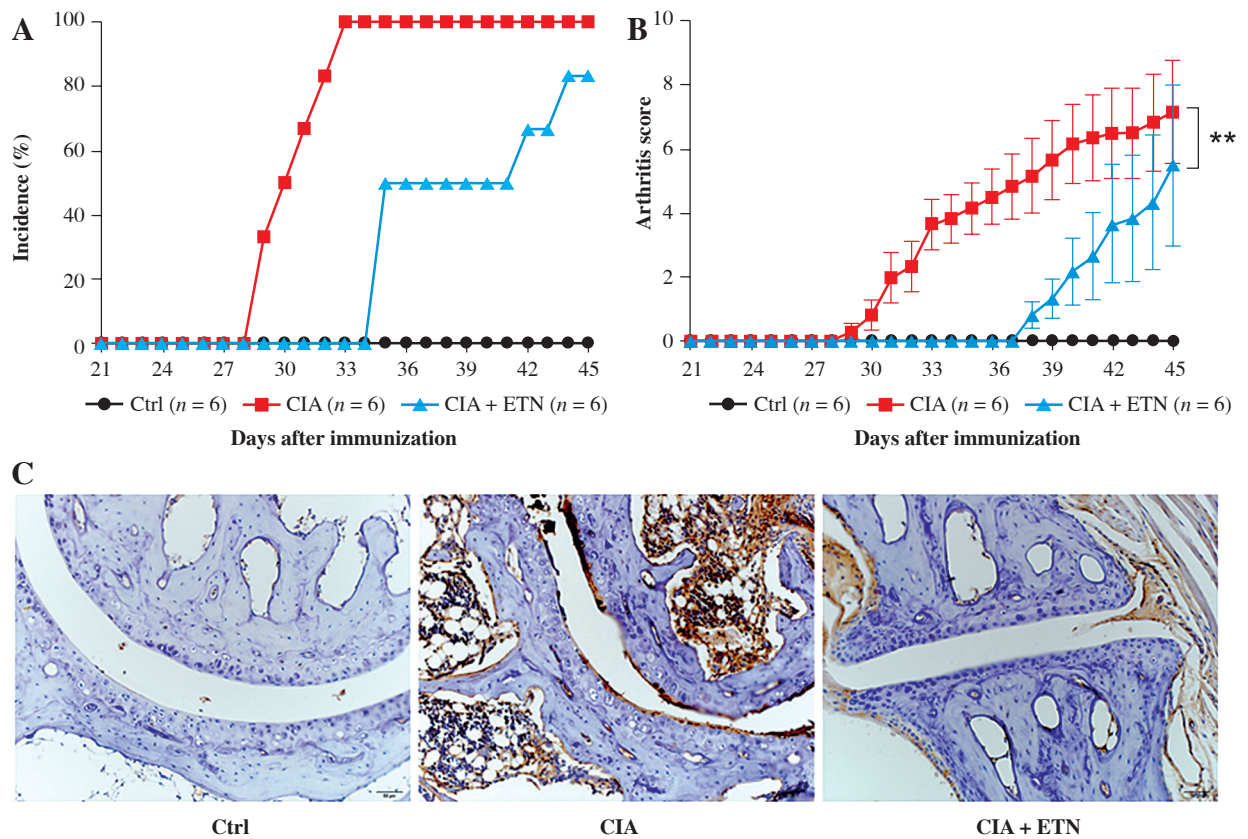 A
Incidence (%)
100
80
60
40
20
0
21 24 27 30 33 36 39 42 45
Ctrl (n = 6) CIA (n = 6) CIA + ETN (n = 6)
Days after immunization
B
Arthritis score
10
8
6
4
2
0
**
21 24 27 30 33 36 39 42 45
Ctrl (n = 6) CIA (n = 6) CIA + ETN (n = 6)
Days after immunization
C
Ctrl CIA CIA + ETN